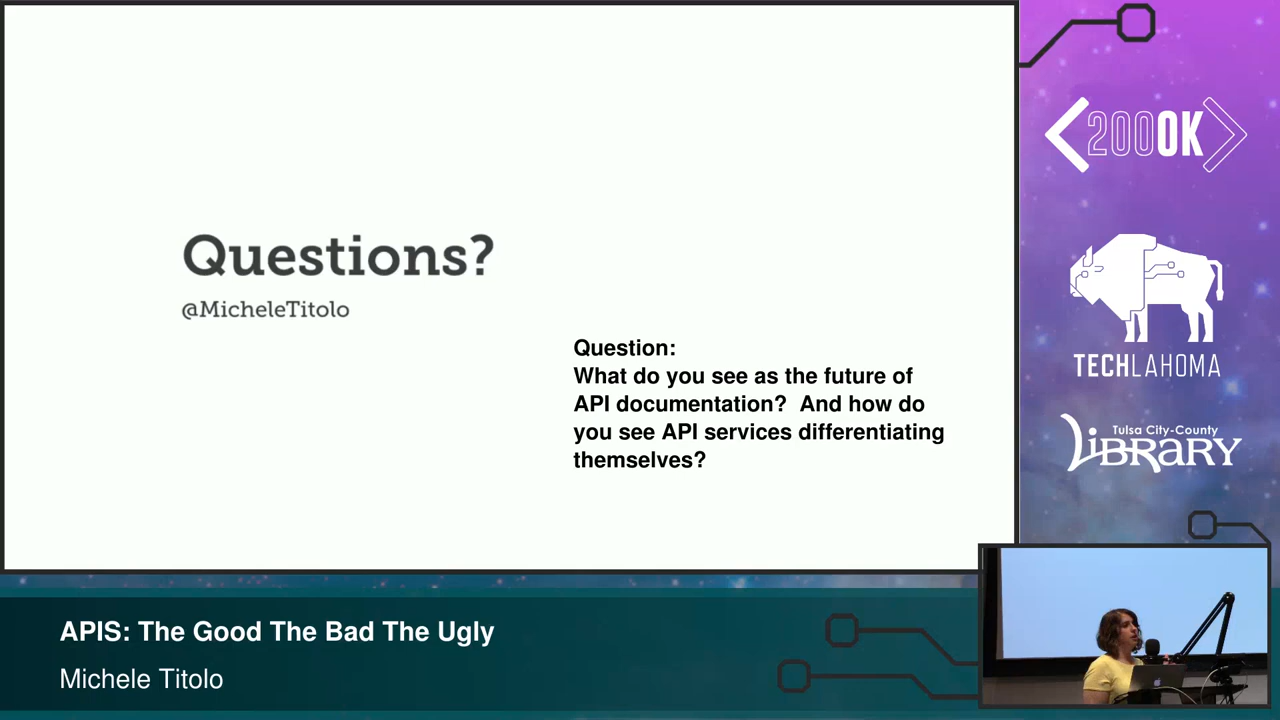 Questions?
@MicheleTitolo
Question:
What do you see as the future of
API documentation?  And how do
you see API services differentiating
themselves?
200OK
TECHLAHOMA
Tulsa City-County
LiBRARY
APIS: The Good The Bad The Ugly
Michele Titolo